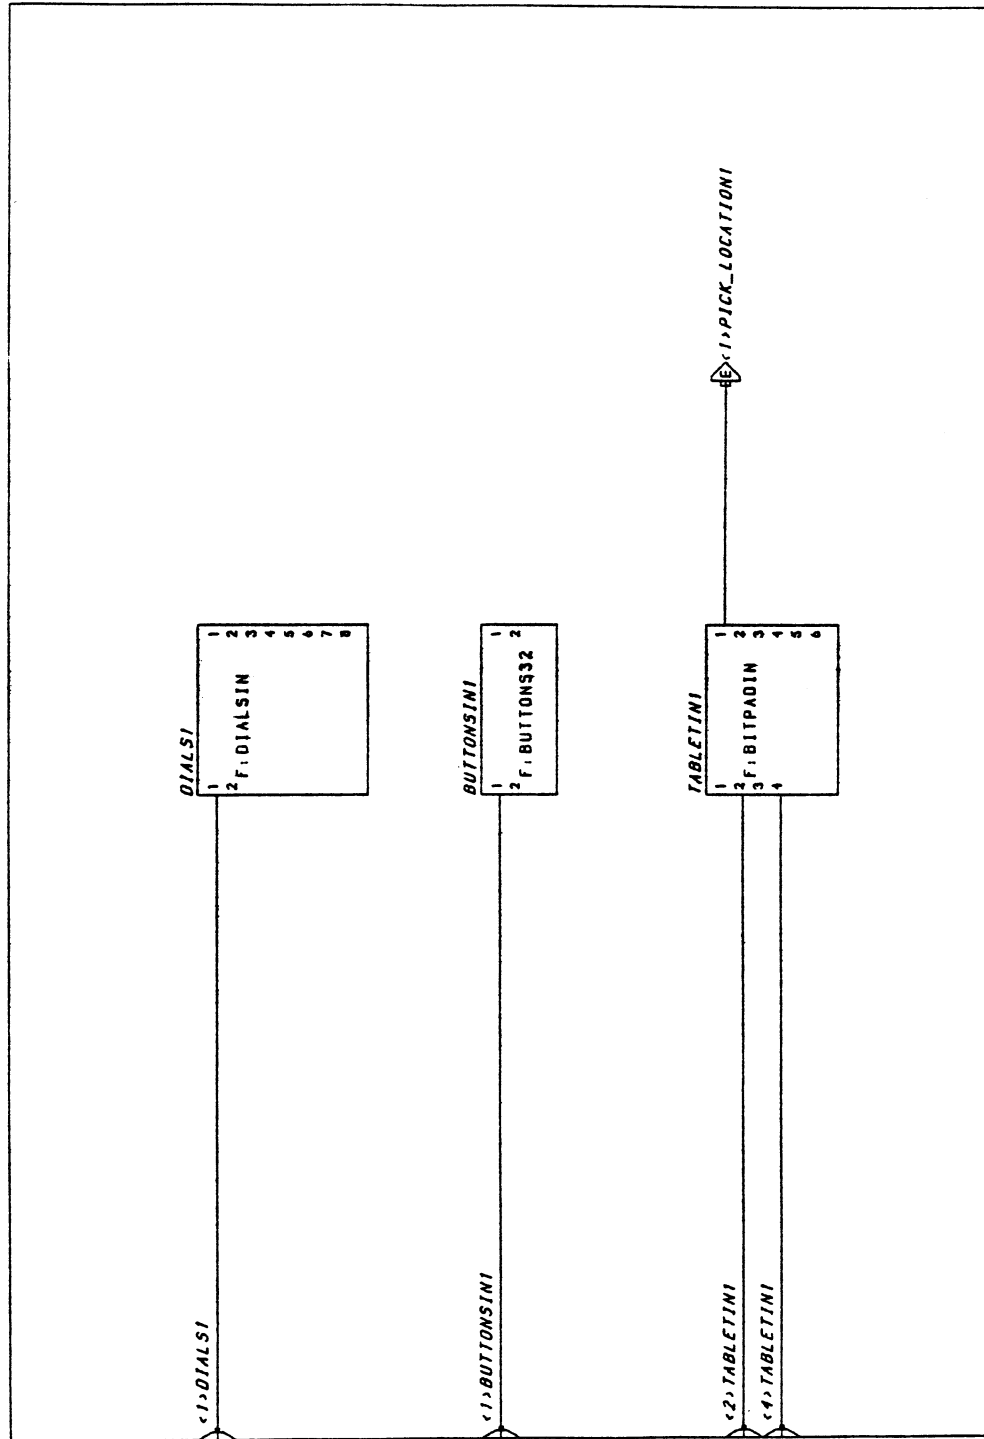 <1>DIALS1
DIALS1
1
2
F:DIALSIN
1
2
3
4
5
6
7
8
<1>BUTTONSIN1
BUTTONSIN1
1
2
F:BUTTONS32
1
2
<2>TABLETIN1
<4>TABLETIN1
TABLETIN1
1
2
3
4
F:BITPADIN
1
2
3
4
5
6
E
<1>PICK_LOCATION1